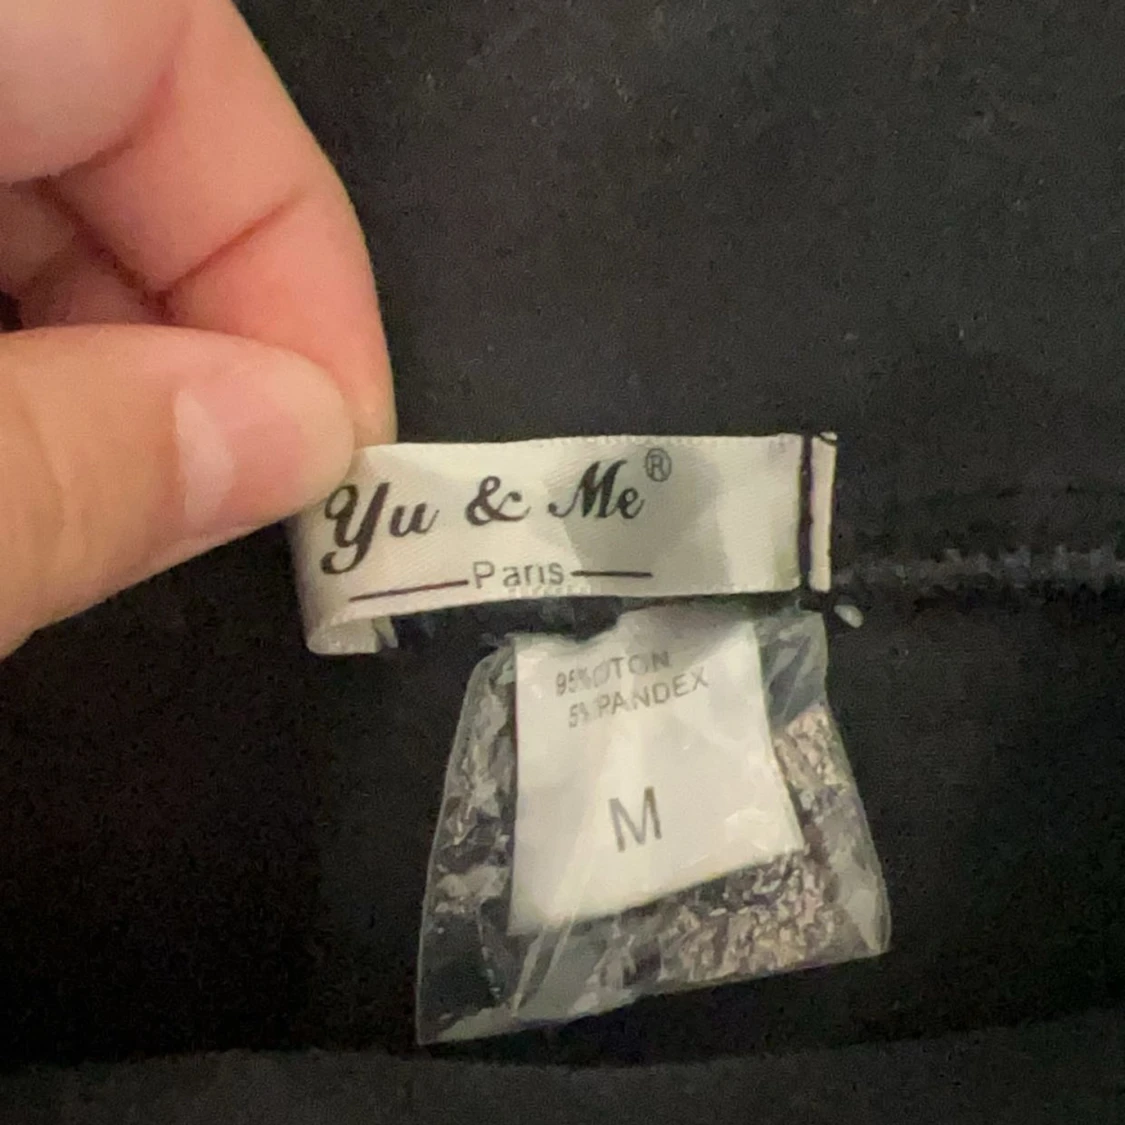 Yu & Me®
Paris
95%OTON
5%PANDEX
M